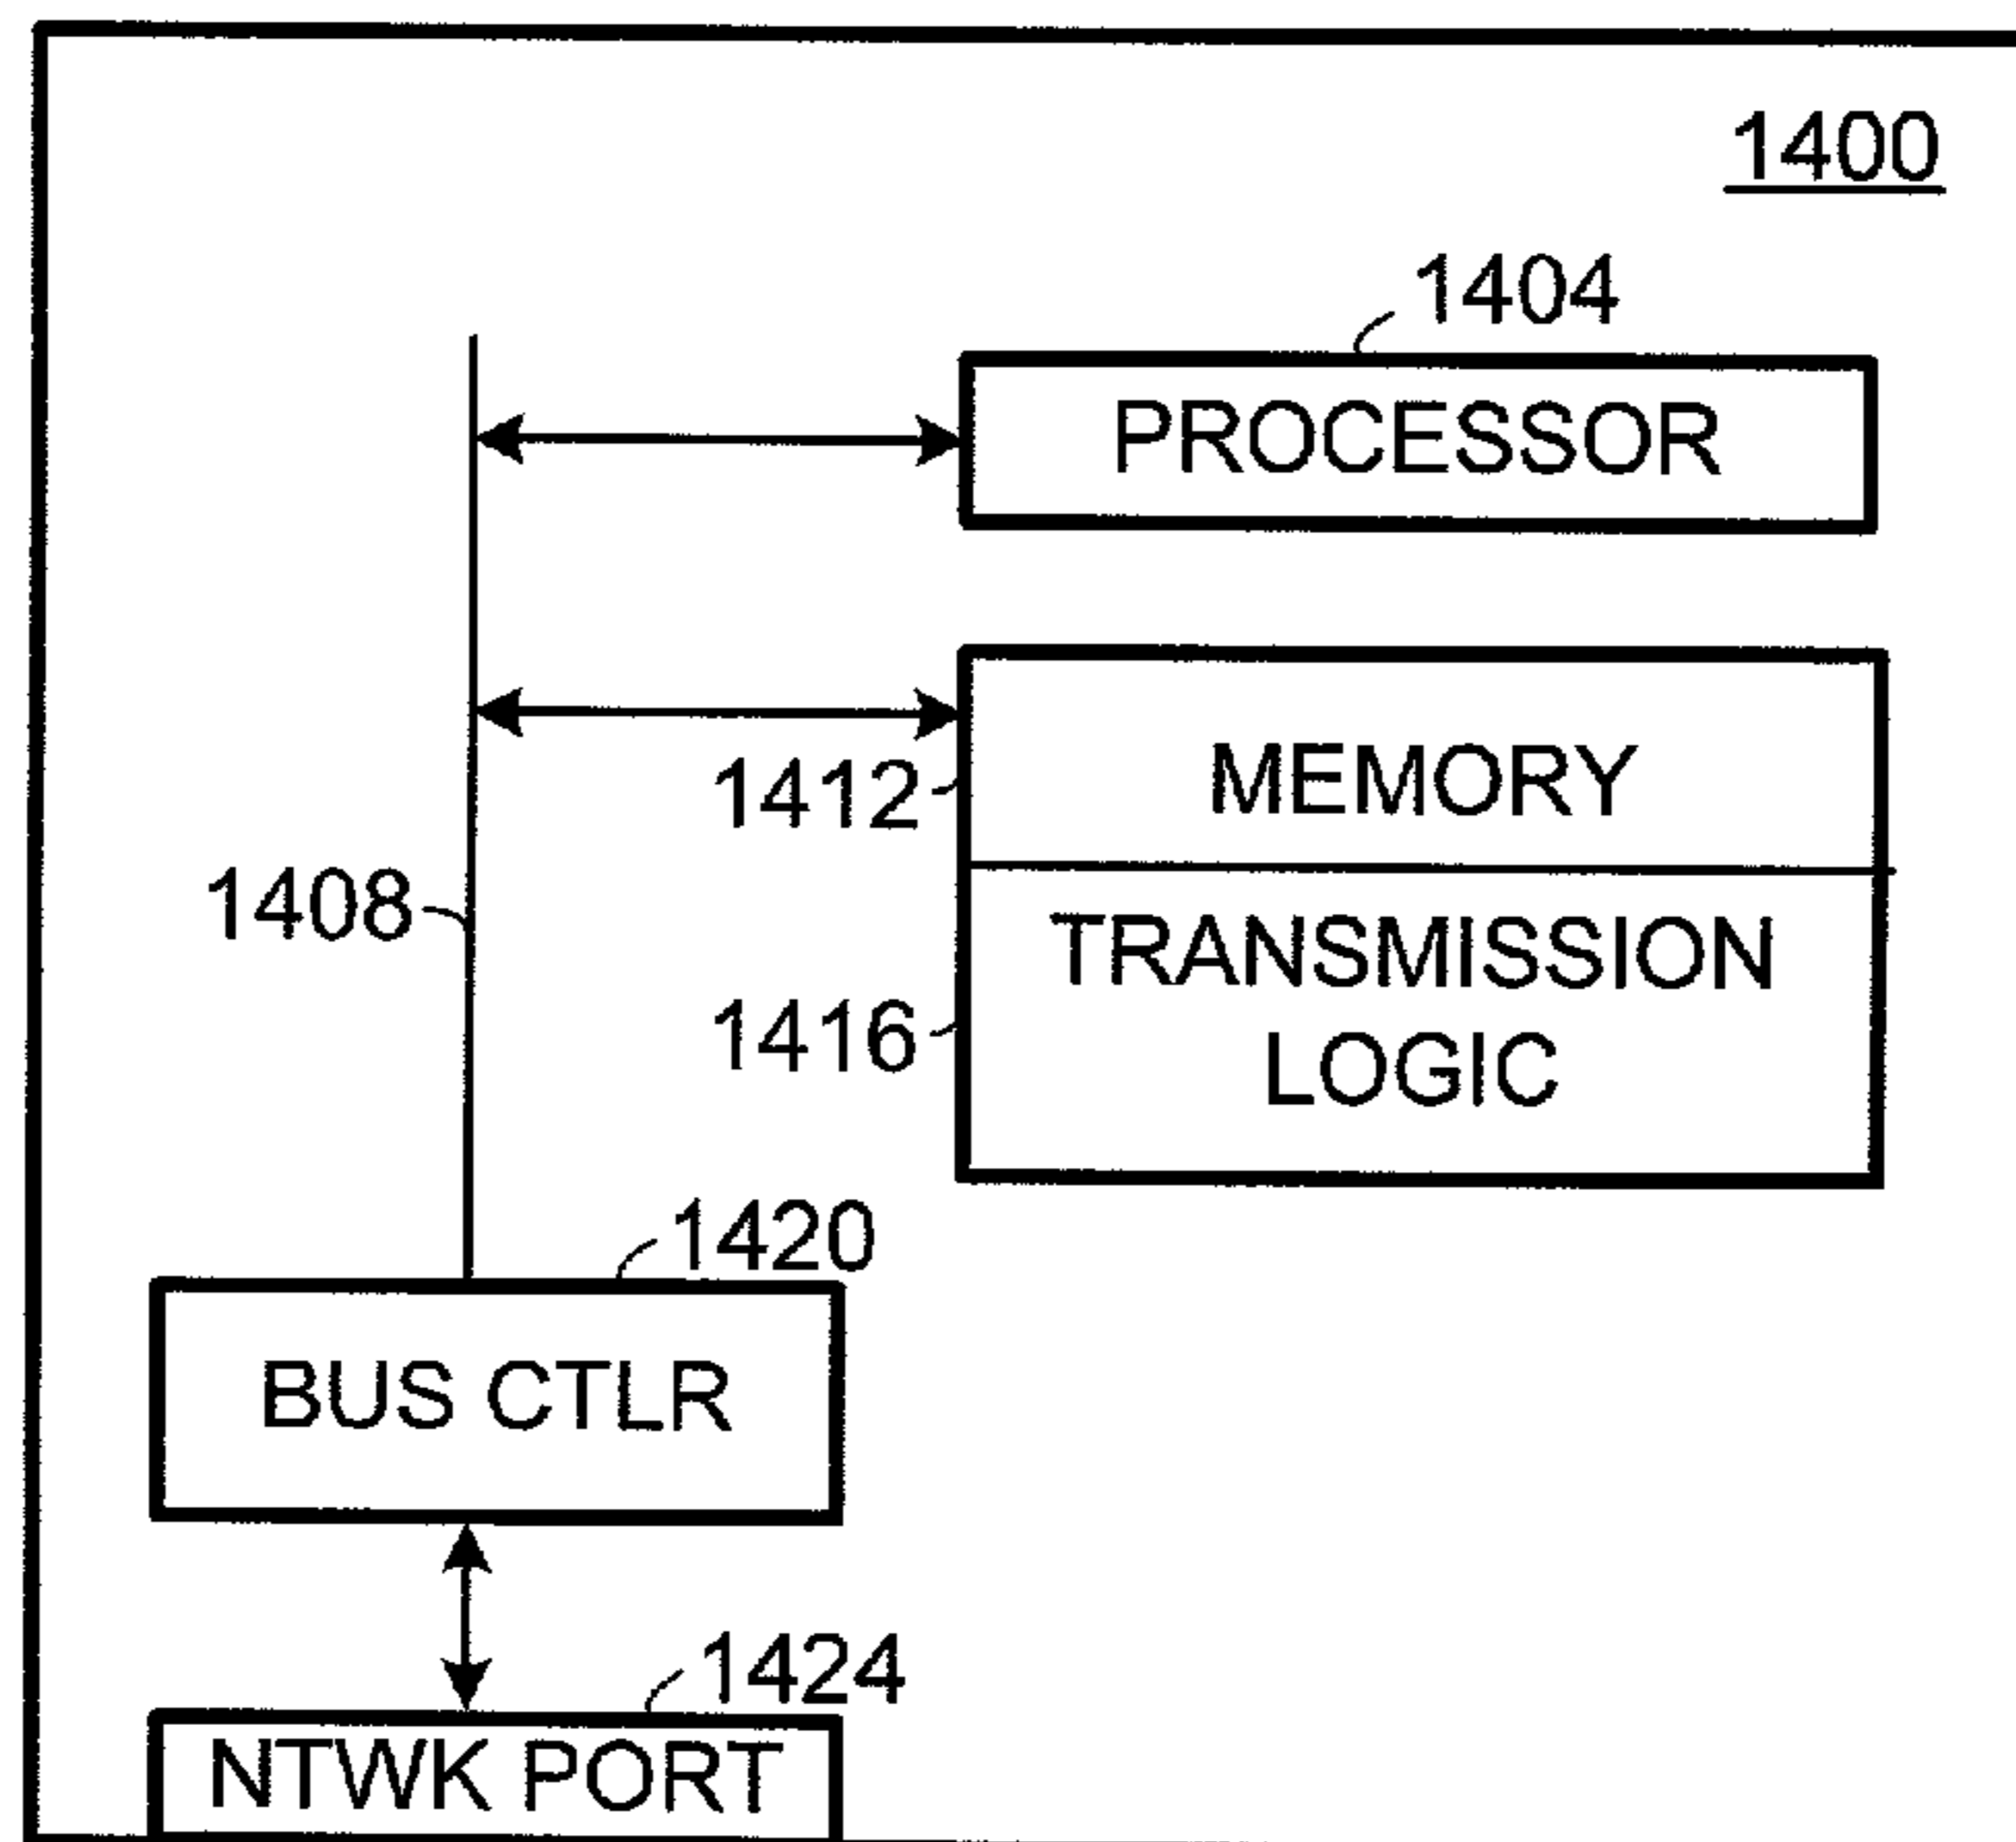 1400
1404
PROCESSOR
MEMORY
1412
1408
TRANSMISSION
LOGIC
1416
1420
BUS CTLR
1424
NTWK PORT